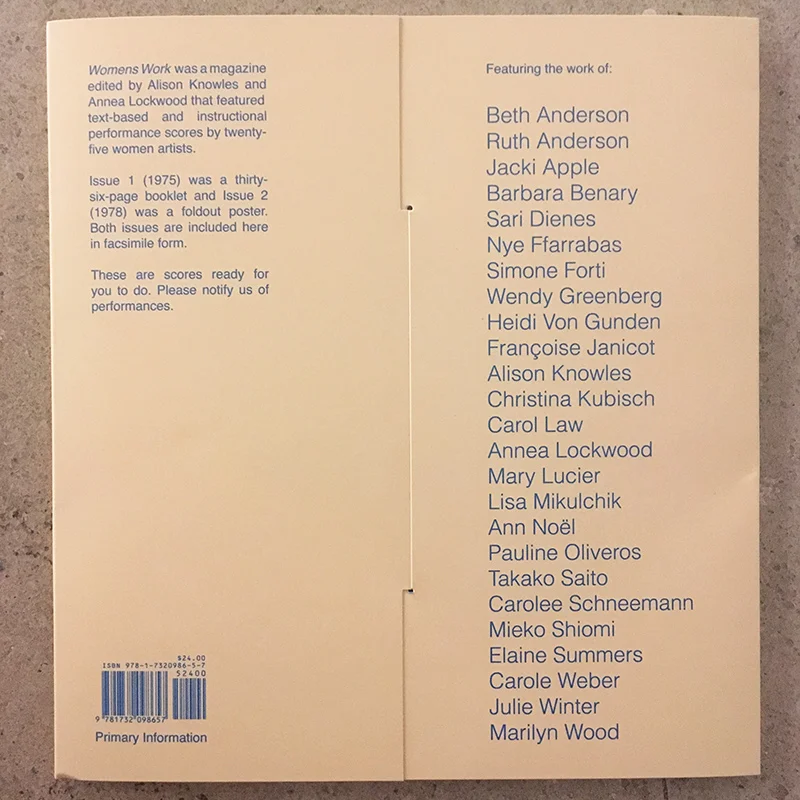 Womens Work was a magazine
edited by Alison Knowles and
Annea Lockwood that featured
text-based and instructional
performance scores by twenty-
five women artists.
Issue 1 (1975) was a thirty-
six-page booklet and Issue 2
(1978) was a foldout poster.
Both issues are included here
in facsimile form.
These are scores ready for
you to do. Please notify us of
performances.
$24.00
ISBN 978-1-7320986-5-7
52400
9 781732 098657
Primary Information
Featuring the work of:
Beth Anderson
Ruth Anderson
Jacki Apple
Barbara Benary
Sari Dienes
Nye Ffarrabas
Simone Forti
Wendy Greenberg
Heidi Von Gunden
Françoise Janicot
Alison Knowles
Christina Kubisch
Carol Law
Annea Lockwood
Mary Lucier
Lisa Mikulchik
Ann Noël
Pauline Oliveros
Takako Saito
Carolee Schneemann
Mieko Shiomi
Elaine Summers
Carole Weber
Julie Winter
Marilyn Wood